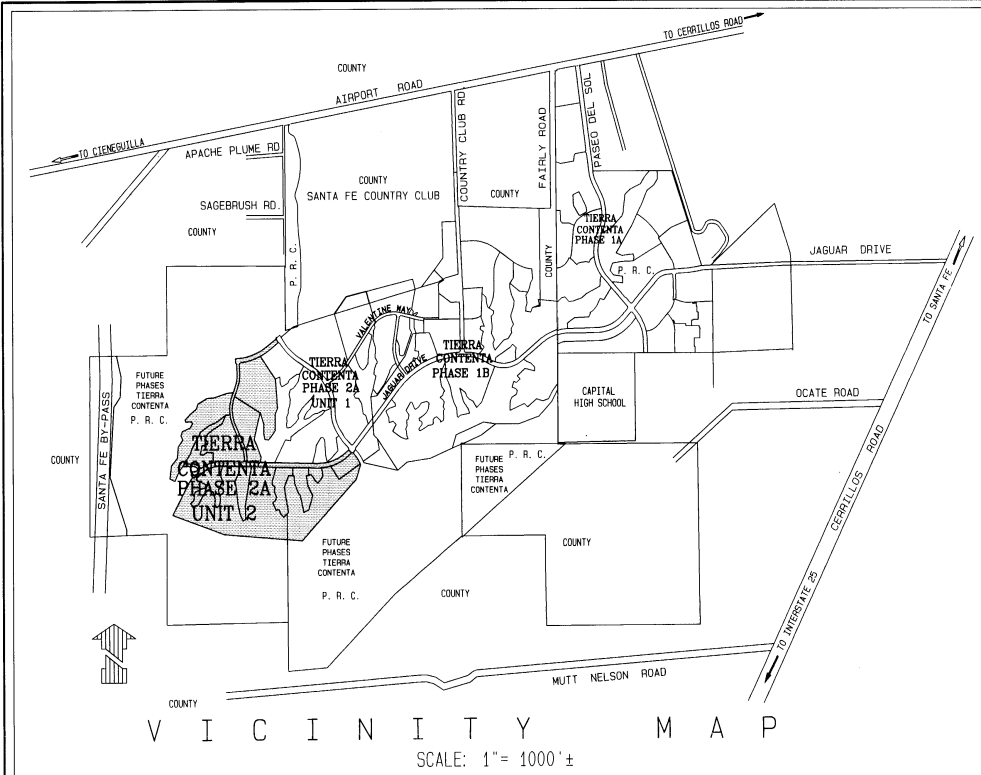 TO CERRILLOS ROAD
COUNTY
AIRPORT ROAD
TO CIENEGUILLA
APACHE PLUME RD
SAGEBRUSH RD.
COUNTY
P. R. C.
COUNTY
SANTA FE COUNTRY CLUB
COUNTRY CLUB RD
COUNTY
FAIRLY ROAD
COUNTY
PASEO DEL SOL
TIERRA
CONTENTA
PHASE 1A
P. R. C.
JAGUAR DRIVE
TO SANTA FE
VALENTINE WAY
TIERRA
CONTENTA
PHASE 2A
UNIT 1
JAGUAR DRIVE
TIERRA
CONTENTA
PHASE 1B
CAPITAL
HIGH SCHOOL
OCATE ROAD
CERRILLOS ROAD
TO INTERSTATE 25
FUTURE
PHASES
TIERRA
CONTENTA
P. R. C.
SANTA FE BY-PASS
COUNTY
TIERRA
CONTENTA
PHASE 2A
UNIT 2
FUTURE P. R. C.
PHASES
TIERRA
CONTENTA
FUTURE
PHASES
TIERRA
CONTENTA
P. R. C.
COUNTY
COUNTY
MUTT NELSON ROAD
COUNTY
VICINITY MAP
SCALE: 1"= 1000'±